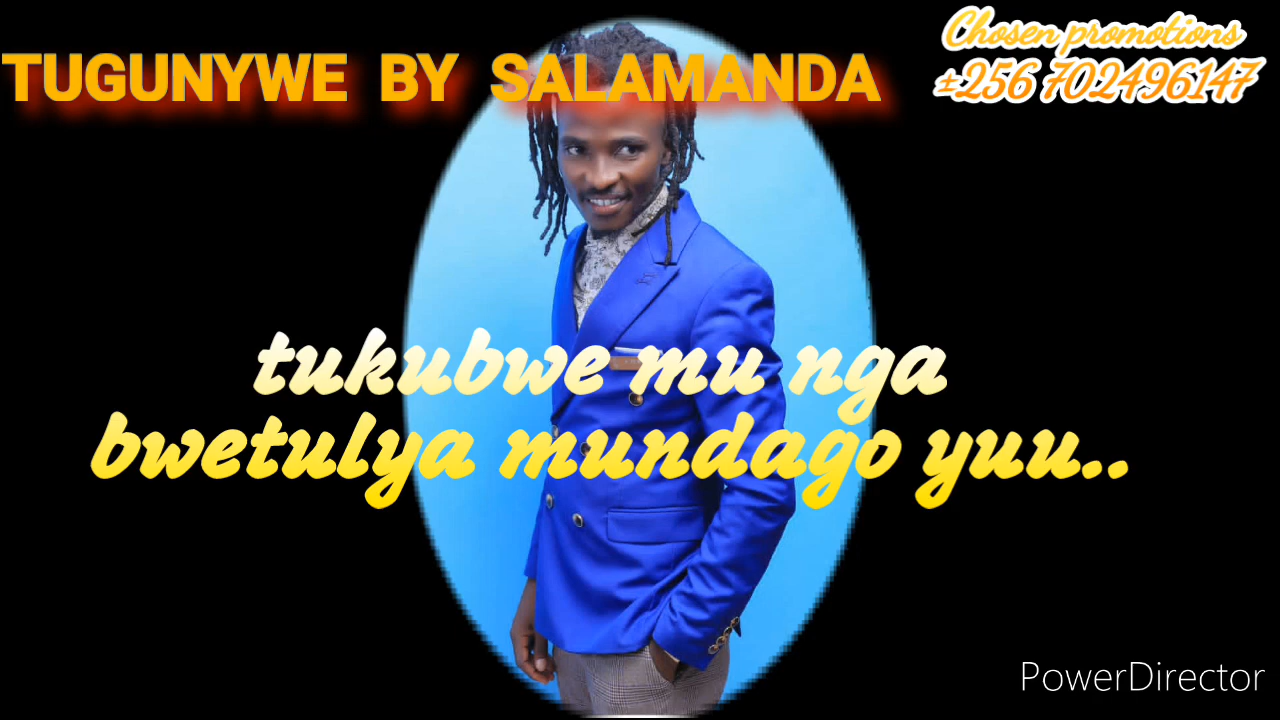 TUGUNYWE BY SALAMANDA
Chosen promotions
+256 702496147
tukubwe mu nga
bwetulya mundago yuu..
PowerDirector